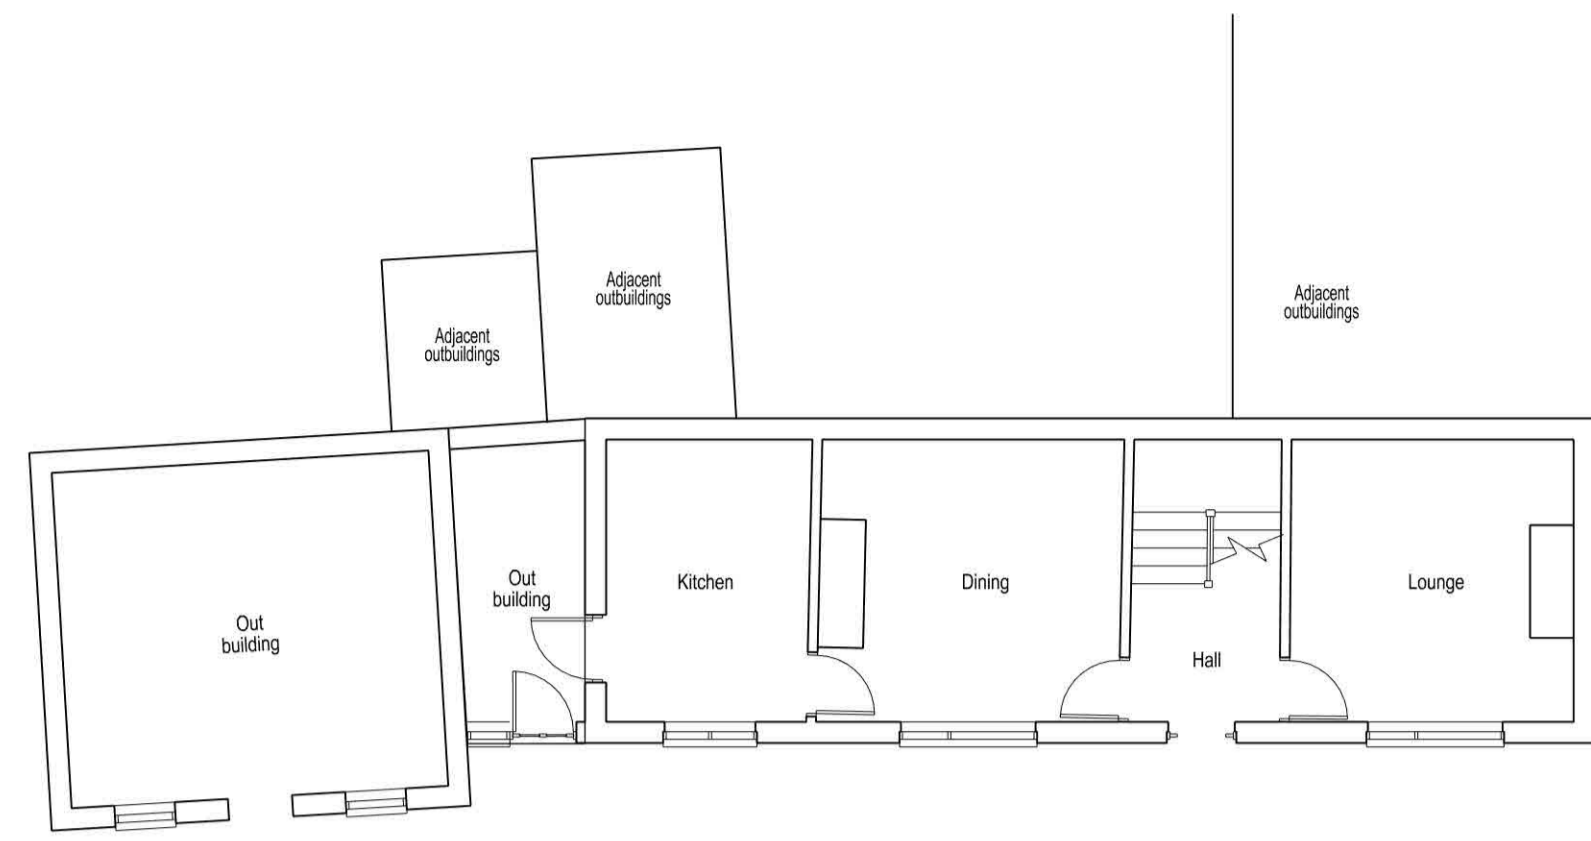 Adjacent
outbuildings
Adjacent
outbuildings
Adjacent
outbuildings
Out
building
Out
building
Kitchen
Dining
Hall
Lounge